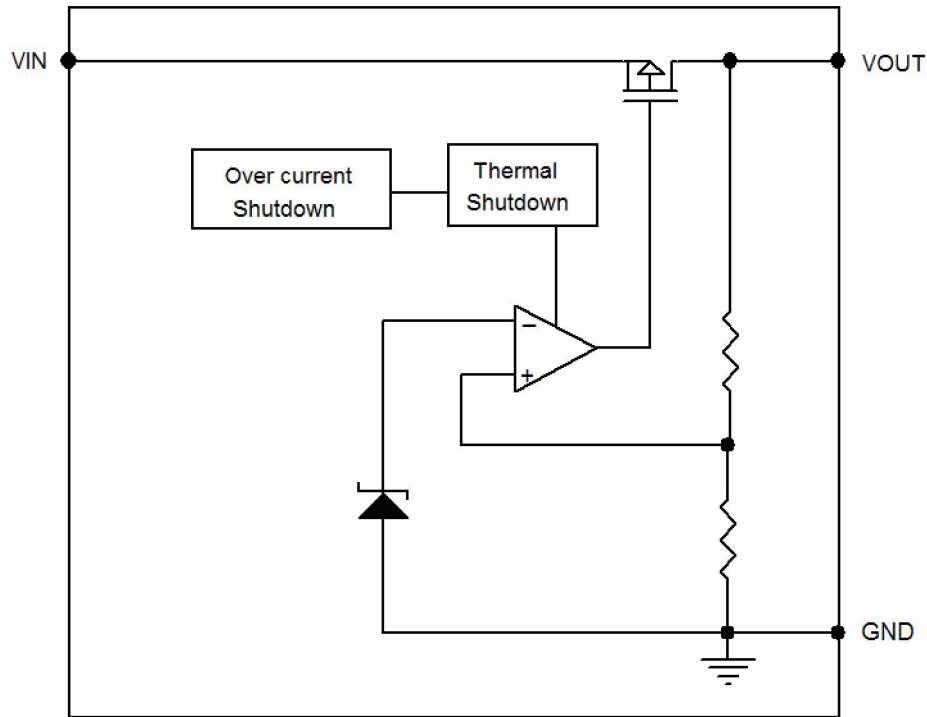 VIN
VOUT
Over current
Shutdown
Thermal
Shutdown
−
+
GND